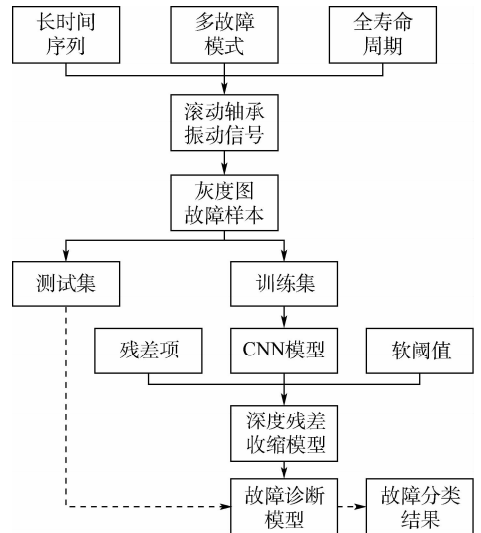 长时间
序列
多故障
模式
全寿命
周期
滚动轴承
振动信号
灰度图
故障样本
测试集
训练集
残差项
CNN模型
软阈值
深度残差
收缩模型
故障诊断
模型
故障分类
结果